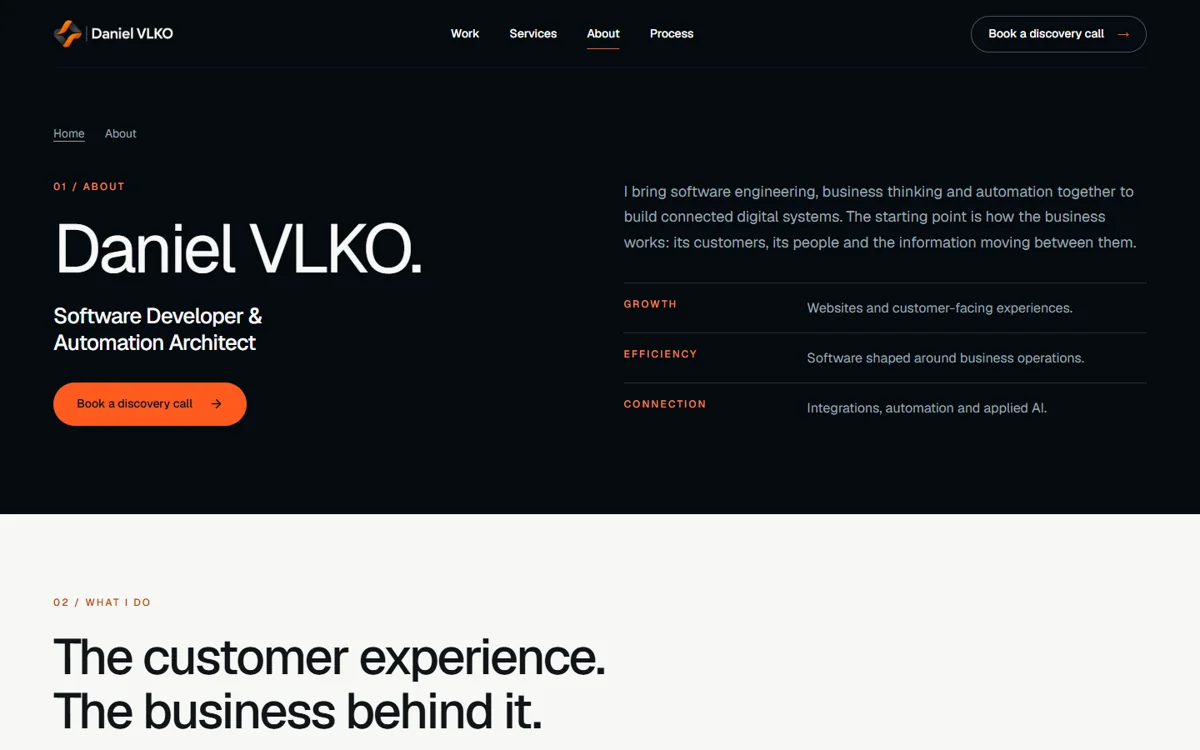 Daniel VLKO
Work
Services
About
Process
Book a discovery call →
Home
About
01 / ABOUT
Daniel VLKO.
Software Developer &
Automation Architect
Book a discovery call →
I bring software engineering, business thinking and automation together to
build connected digital systems. The starting point is how the business
works: its customers, its people and the information moving between them.
GROWTH
Websites and customer-facing experiences.
EFFICIENCY
Software shaped around business operations.
CONNECTION
Integrations, automation and applied AI.
02 / WHAT I DO
The customer experience.
The business behind it.